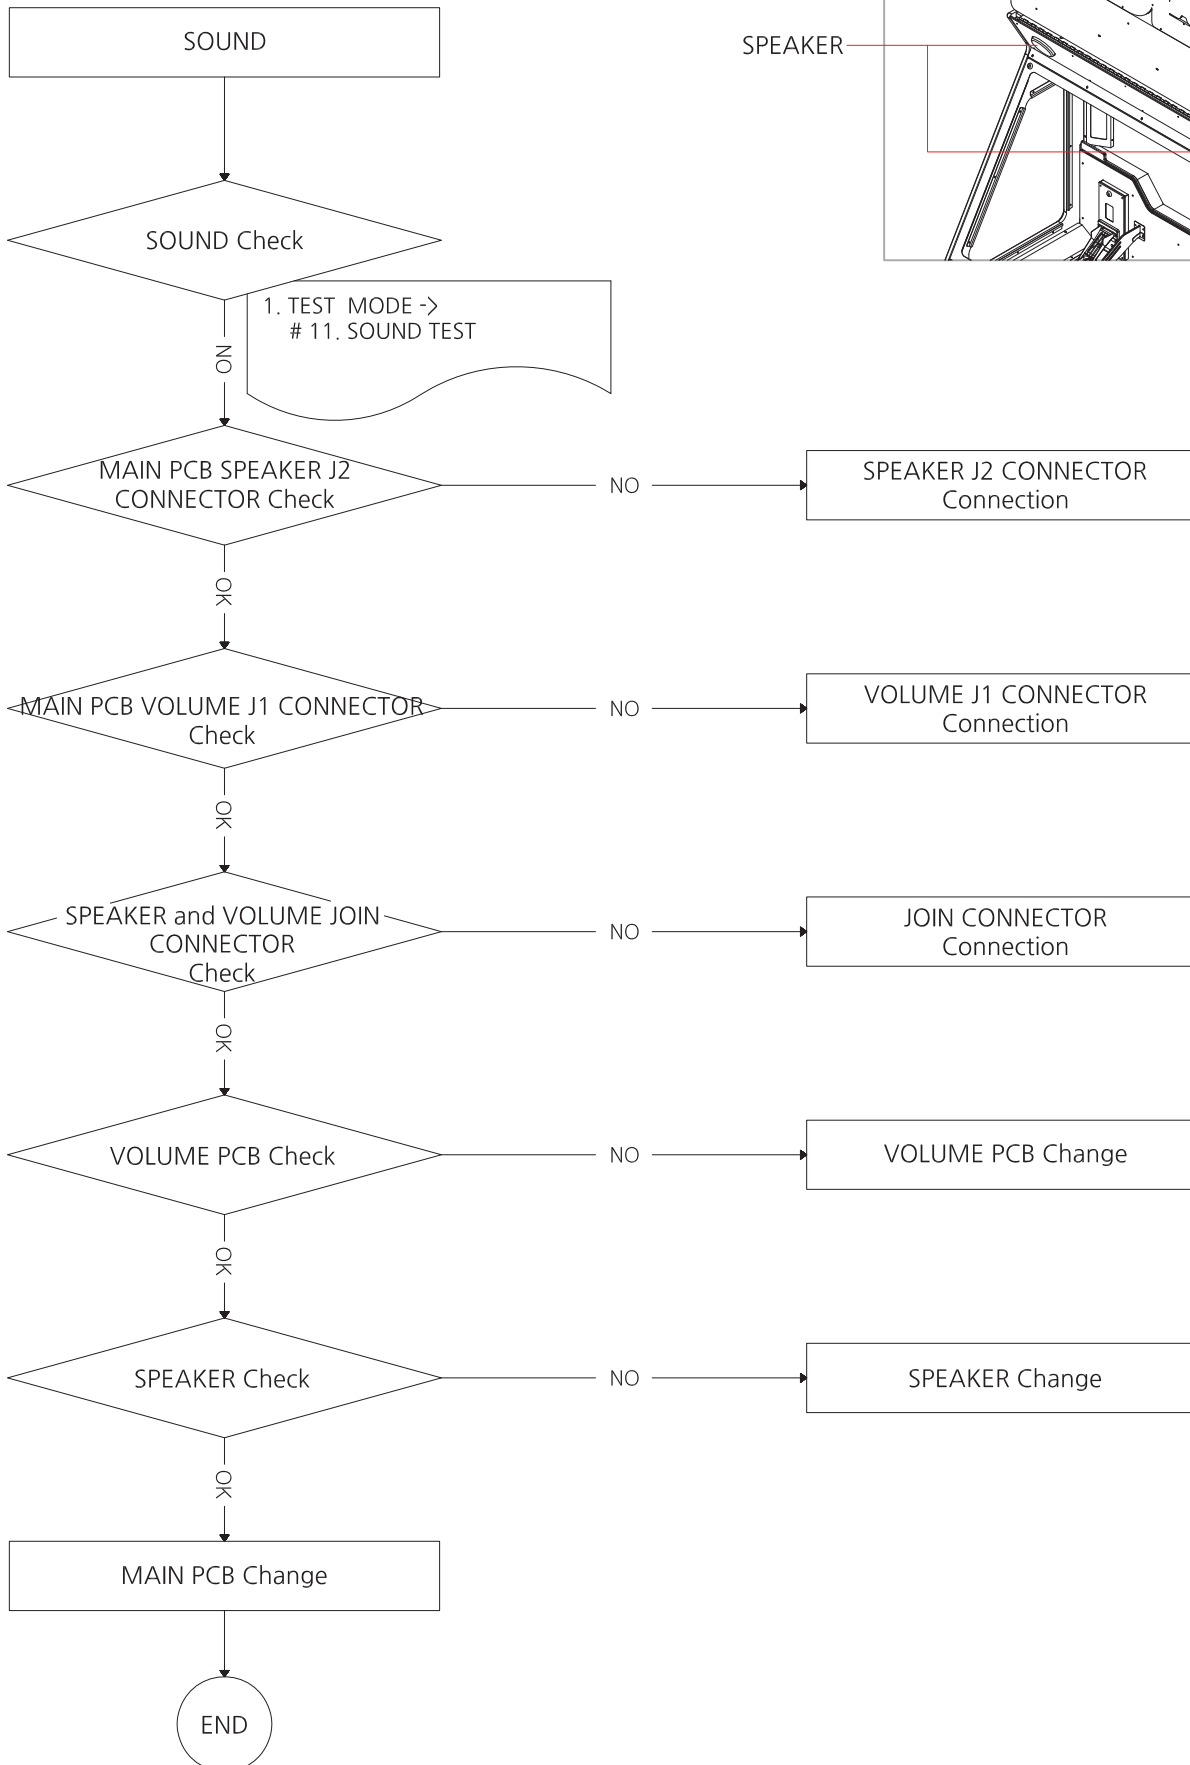 SOUND
SPEAKER
SOUND Check
1. TEST MODE ->
# 11. SOUND TEST
NO
MAIN PCB SPEAKER J2
CONNECTOR Check
NO
SPEAKER J2 CONNECTOR
Connection
OK
MAIN PCB VOLUME J1 CONNECTOR
Check
NO
VOLUME J1 CONNECTOR
Connection
OK
SPEAKER and VOLUME JOIN
CONNECTOR
Check
NO
JOIN CONNECTOR
Connection
OK
VOLUME PCB Check
NO
VOLUME PCB Change
OK
SPEAKER Check
NO
SPEAKER Change
OK
MAIN PCB Change
END